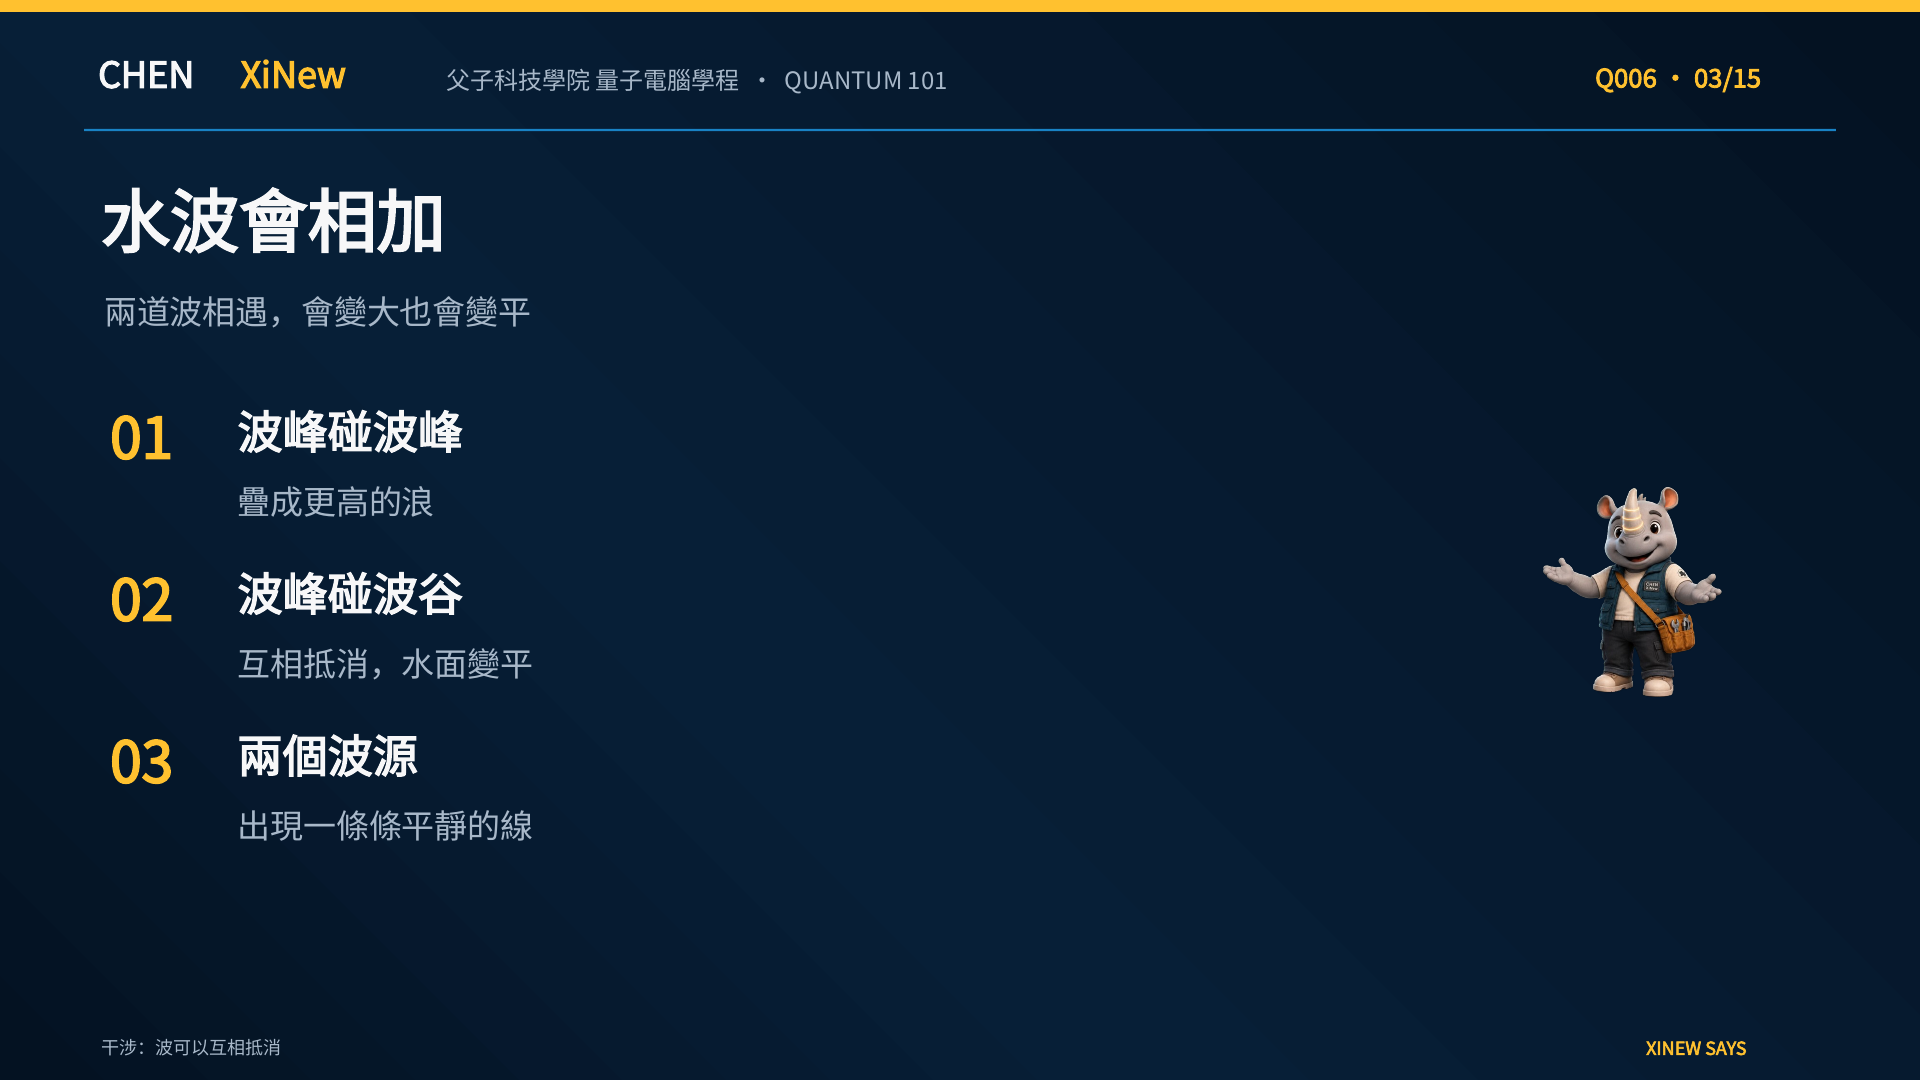 CHEN XiNew 父子科技學院 量子電腦學程 • QUANTUM 101 Q006 • 03/15
水波會相加
兩道波相遇，會變大也會變平
01 波峰碰波峰
疊成更高的浪
02 波峰碰波谷
互相抵消，水面變平
03 兩個波源
出現一條條平靜的線
干涉：波可以互相抵消
XINEW SAYS